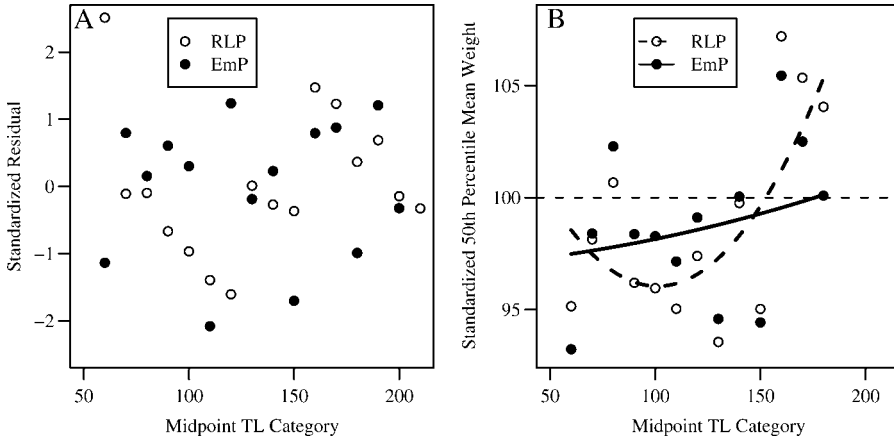 A
RLP
EmP
2
1
0
−1
−2
50
100
150
200
Standardized Residual
Midpoint TL Category
B
RLP
EmP
105
100
95
50
100
150
200
Standardized 50th Percentile Mean Weight
Midpoint TL Category